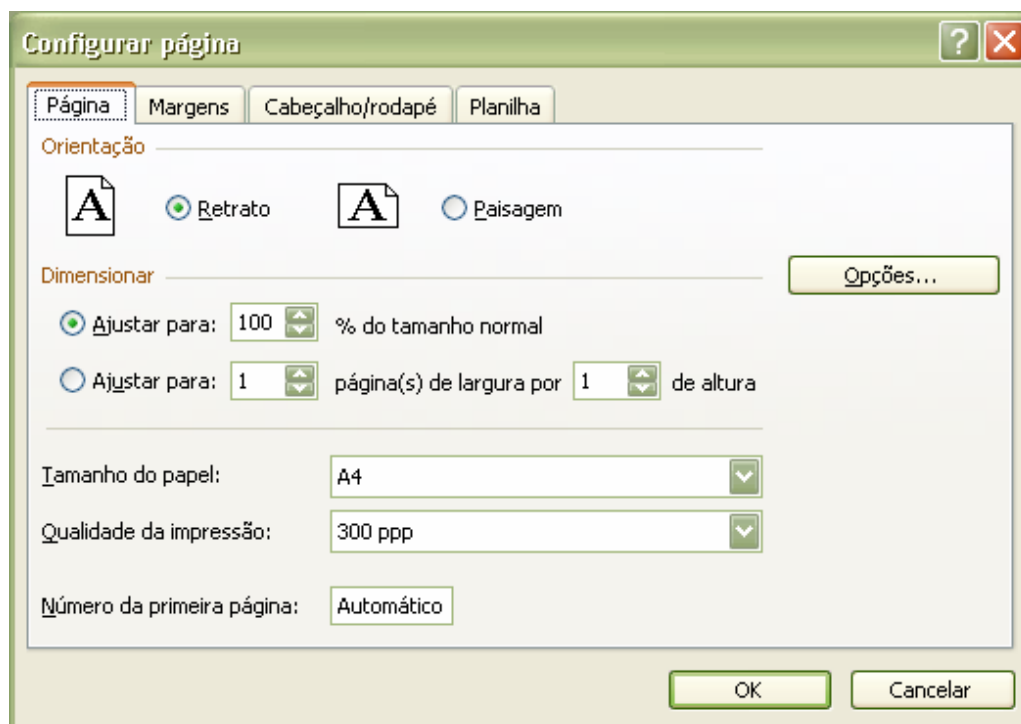 Configurar página
Página Margens Cabeçalho/rodapé Planilha
Orientação
A Retrato A Paisagem
Dimensionar
Opções...
Ajustar para: 100 % do tamanho normal
Ajustar para: 1 página(s) de largura por 1 de altura
Tamanho do papel: A4
Qualidade da impressão: 300 ppp
Número da primeira página: Automático
OK Cancelar